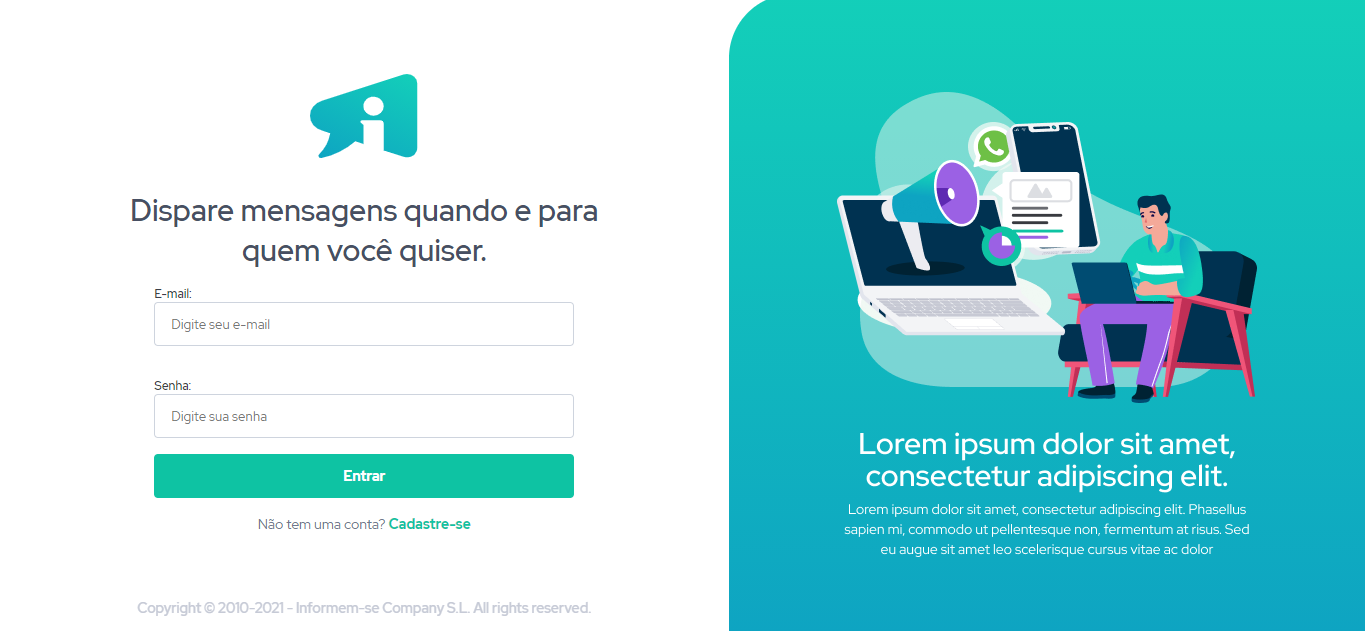 Dispare mensagens quando e para
quem você quiser.
E-mail:
Digite seu e-mail
Senha:
Digite sua senha
Entrar
Não tem uma conta? Cadastre-se
Copyright © 2010-2021 - Informem-se Company S.L. All rights reserved.
Lorem ipsum dolor sit amet,
consectetur adipiscing elit.
Lorem ipsum dolor sit amet, consectetur adipiscing elit. Phasellus
sapien mi, commodo ut pellentesque non, fermentum at risus. Sed
eu augue sit amet leo scelerisque cursus vitae ac dolor